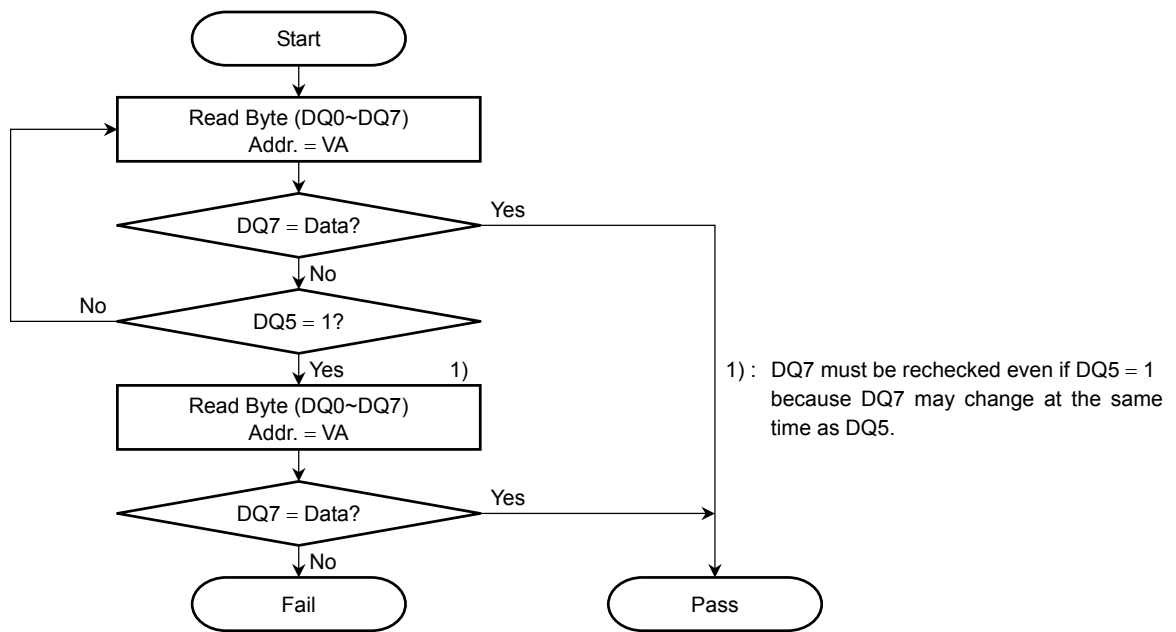 Start
Read Byte (DQ0~DQ7)
Addr. = VA
DQ7 = Data?
Yes
No
No
DQ5 = 1?
Yes
1)
Read Byte (DQ0~DQ7)
Addr. = VA
1) : DQ7 must be rechecked even if DQ5 = 1
because DQ7 may change at the same
time as DQ5.
DQ7 = Data?
Yes
No
Fail
Pass